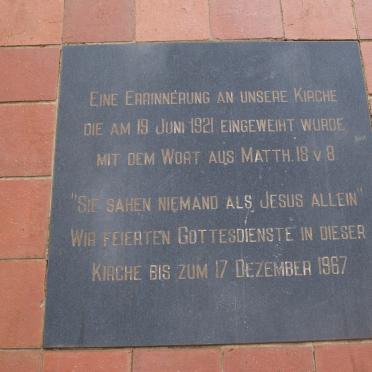 Eine Errinnerung an unsere Kirche
die am 19 Juni 1921 eingeweiht wurde
mit dem Wort aus Matth. 18 v 8
"Sie sahen niemand als Jesus allein"
Wir feierten Gottesdienste in dieser
Kirche bis zum 17 Dezember 1967